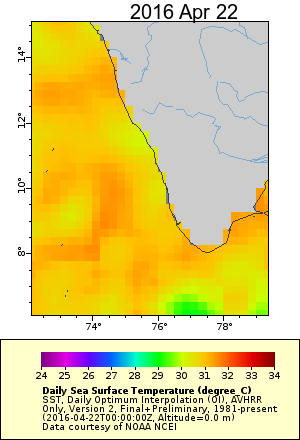 2016 Apr 22
14°
12°
10°
8°
74° 76° 78°
24 25 26 27 28 29 30 31 32 33 34
Daily Sea Surface Temperature (degree_C)
SST, Daily Optimum Interpolation (OI), AVHRR
Only, Version 2, Final+Preliminary, 1981-present
(2016-04-22T00:00:00Z, Altitude=0.0 m)
Data courtesy of NOAA NCEI